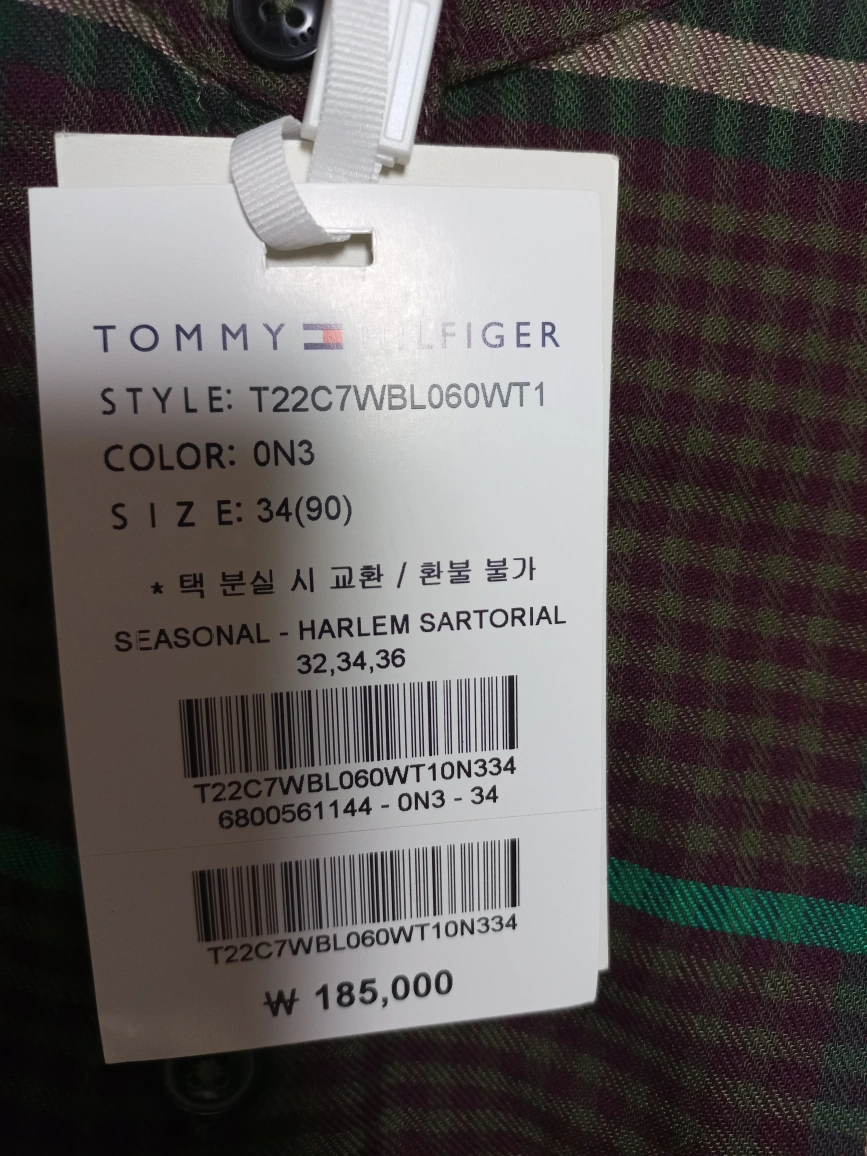 TOMMY HILFIGER
STYLE: T22C7WBL060WT1
COLOR: 0N3
SIZE: 34(90)
* 택 분실 시 교환 / 환불 불가
SEASONAL - HARLEM SARTORIAL
32,34,36
T22C7WBL060WT10N334
6800561144 - 0N3 - 34
T22C7WBL060WT10N334
₩ 185,000